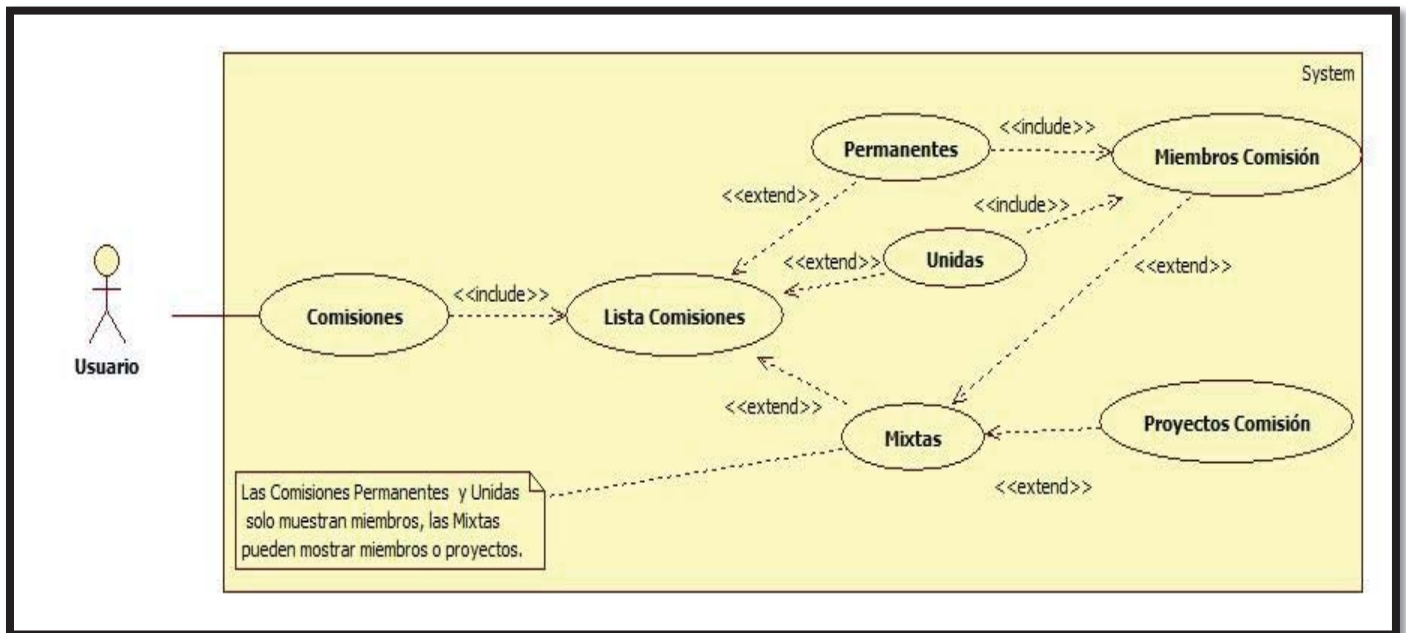 System
<<include>>
Permanentes
Miembros Comisión
<<extend>>
<<include>>
Unidas
<<extend>>
<<extend>>
<<include>>
Comisiones
Lista Comisiones
Usuario
<<extend>>
Mixtas
Proyectos Comisión
<<extend>>
Las Comisiones Permanentes y Unidas
solo muestran miembros, las Mixtas
pueden mostrar miembros o proyectos.